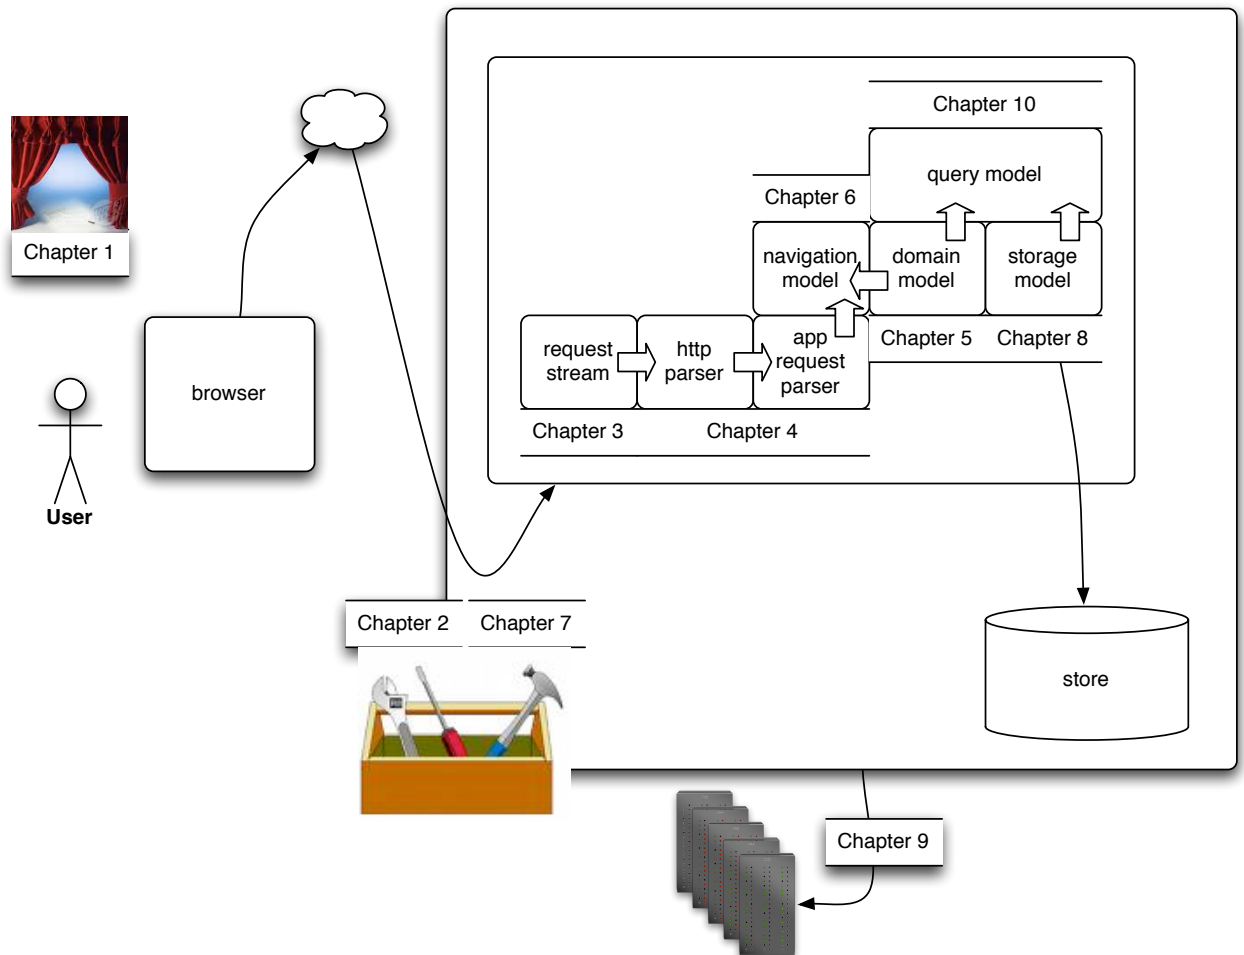 Chapter 10
query model
Chapter 6
Chapter 1
navigation
model
domain
model
storage
model
request
stream
http
parser
app
request
parser
Chapter 5
Chapter 8
browser
Chapter 3
Chapter 4
User
Chapter 2
Chapter 7
store
Chapter 9